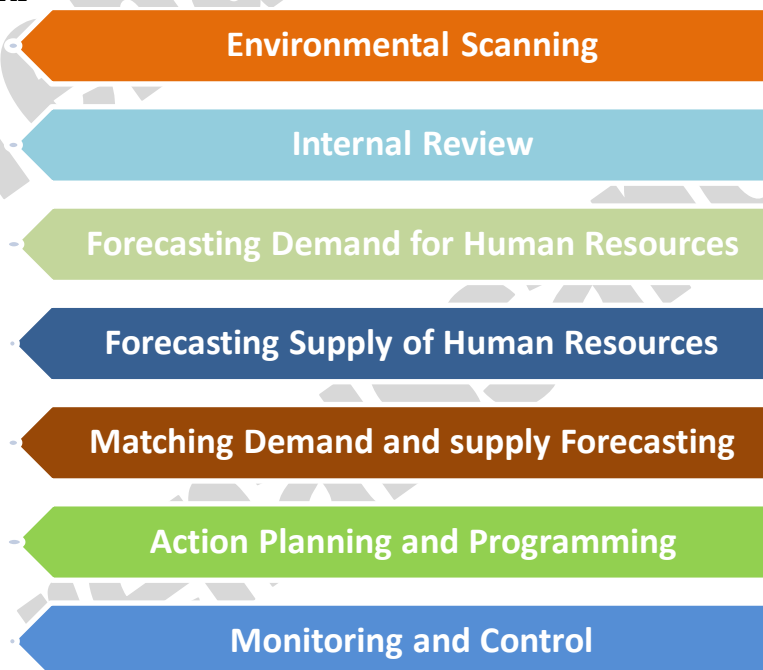 Environmental Scanning
Internal Review
Forecasting Demand for Human Resources
Forecasting Supply of Human Resources
Matching Demand and supply Forecasting
Action Planning and Programming
Monitoring and Control